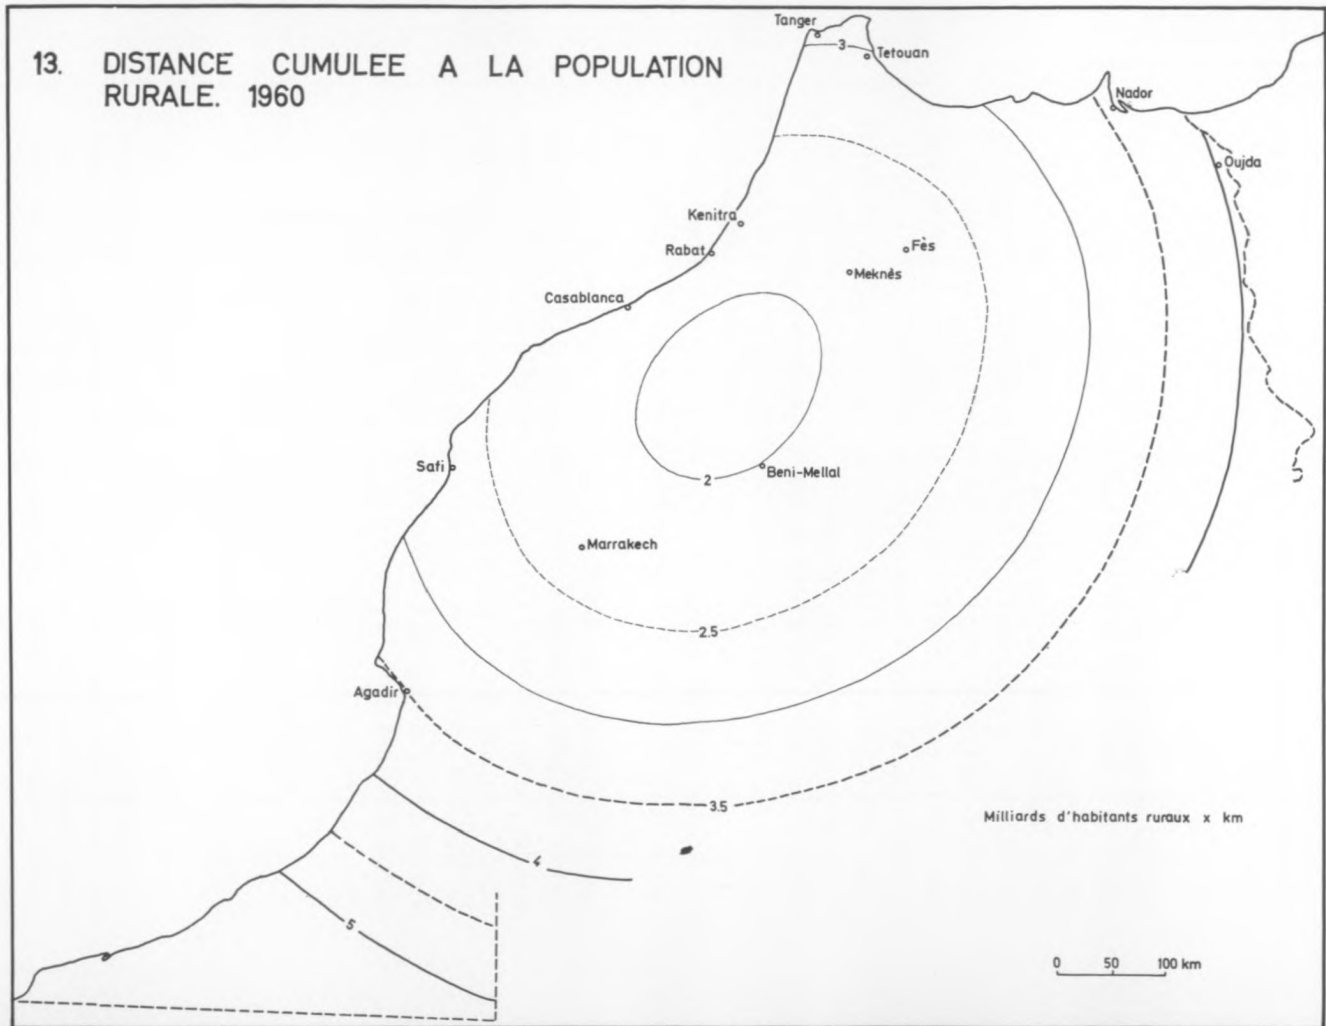 13. DISTANCE CUMULEE A LA POPULATION
RURALE. 1960
Tanger
3
Tetouan
Nador
Oujda
Kenitra
Rabat
Fès
Meknès
Casablanca
Safi
Beni-Mellal
2
Marrakech
2.5
Agadir
3.5
Milliards d'habitants ruraux x km
4
5
0 50 100 km